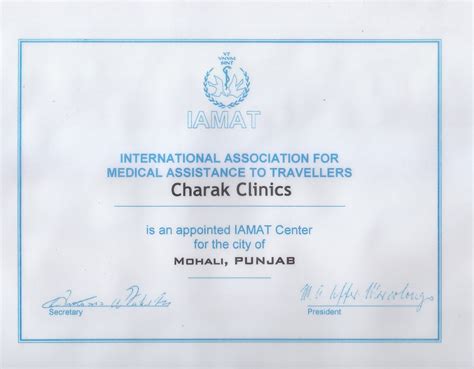 IAMAT
INTERNATIONAL ASSOCIATION FOR
MEDICAL ASSISTANCE TO TRAVELLERS
Charak Clinics
is an appointed IAMAT Center
for the city of
MOHALI, PUNJAB
Secretary
President